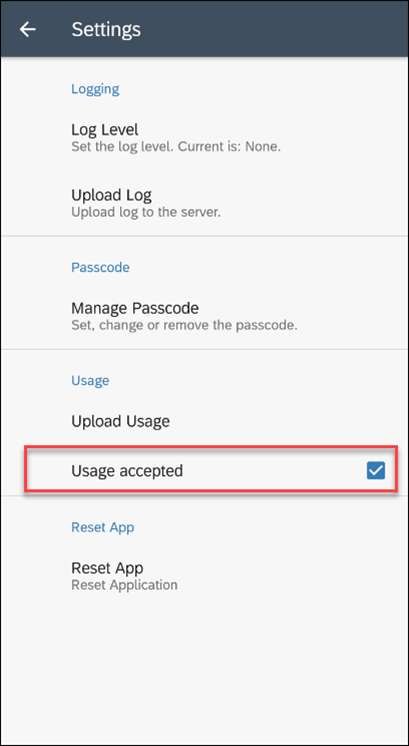 Settings
Logging
Log Level
Set the log level. Current is: None.
Upload Log
Upload log to the server.
Passcode
Manage Passcode
Set, change or remove the passcode.
Usage
Upload Usage
Usage accepted
Reset App
Reset App
Reset Application